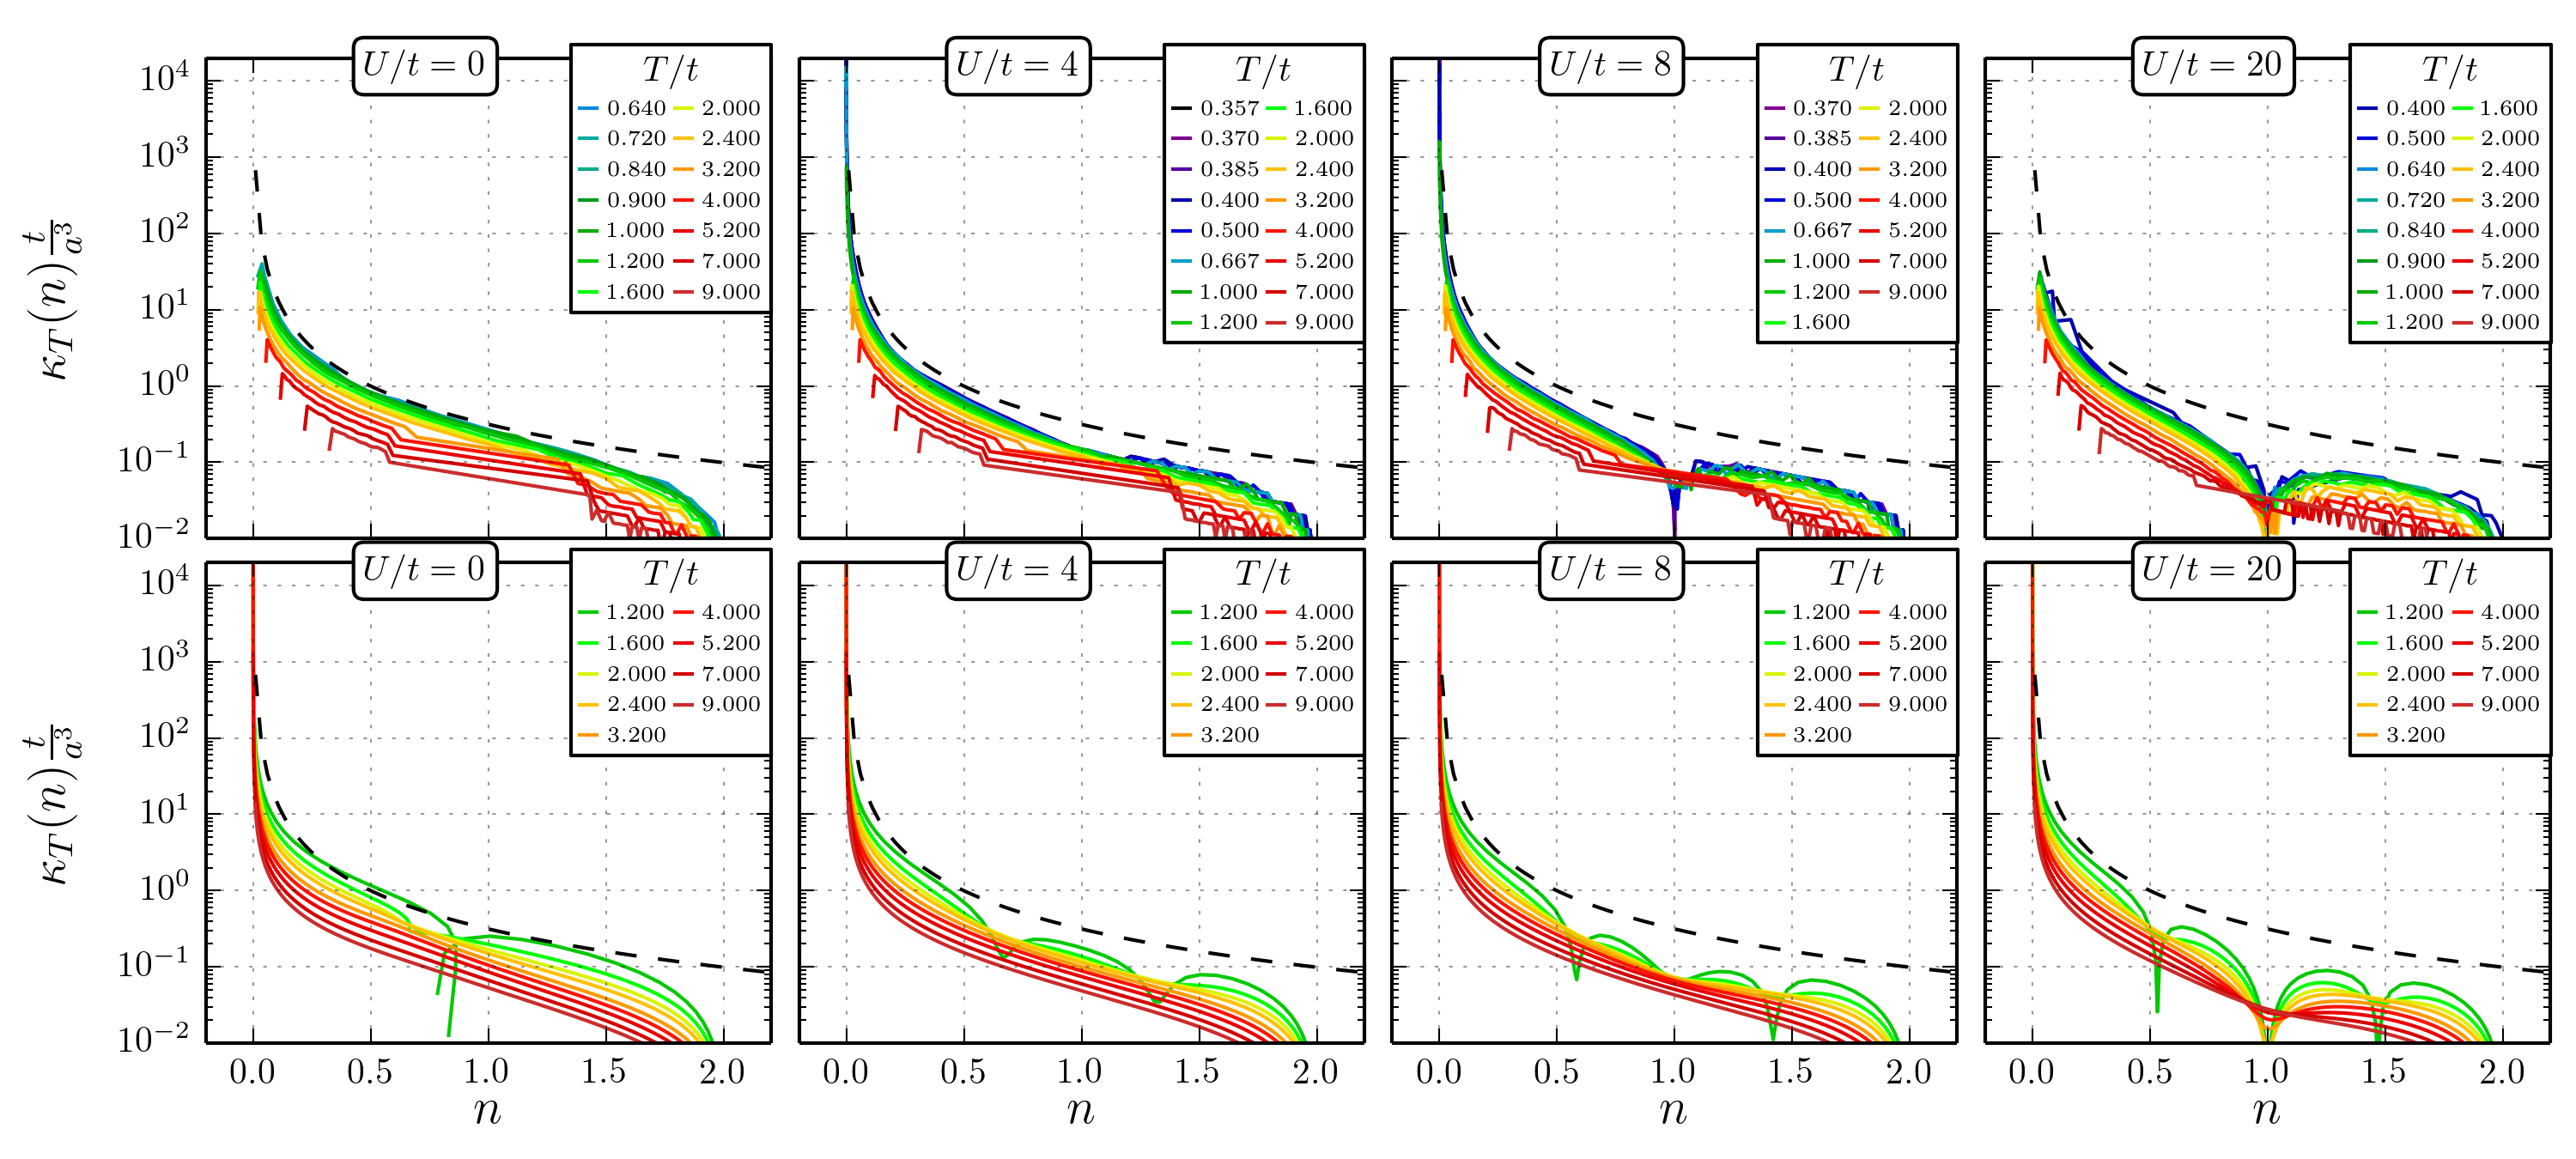 U/t = 0
T/t
0.640 2.000
0.720 2.400
0.840 3.200
0.900 4.000
1.000 5.200
1.200 7.000
1.600 9.000
U/t = 4
T/t
0.357 1.600
0.370 2.000
0.385 2.400
0.400 3.200
0.500 4.000
0.667 5.200
1.000 7.000
1.200 9.000
U/t = 8
T/t
0.370 2.000
0.385 2.400
0.400 3.200
0.500 4.000
0.667 5.200
1.000 7.000
1.200 9.000
1.600
U/t = 20
T/t
0.400 1.600
0.500 2.000
0.640 2.400
0.720 3.200
0.840 4.000
0.900 5.200
1.000 7.000
1.200 9.000
10^4
10^3
10^2
10^1
10^0
10^-1
10^-2
κ_T(n) t/a^3
U/t = 0
T/t
1.200 4.000
1.600 5.200
2.000 7.000
2.400 9.000
3.200
U/t = 4
T/t
1.200 4.000
1.600 5.200
2.000 7.000
2.400 9.000
3.200
U/t = 8
T/t
1.200 4.000
1.600 5.200
2.000 7.000
2.400 9.000
3.200
U/t = 20
T/t
1.200 4.000
1.600 5.200
2.000 7.000
2.400 9.000
3.200
10^4
10^3
10^2
10^1
10^0
10^-1
10^-2
κ_T(n) t/a^3
0.0 0.5 1.0 1.5 2.0
n
0.0 0.5 1.0 1.5 2.0
n
0.0 0.5 1.0 1.5 2.0
n
0.0 0.5 1.0 1.5 2.0
n